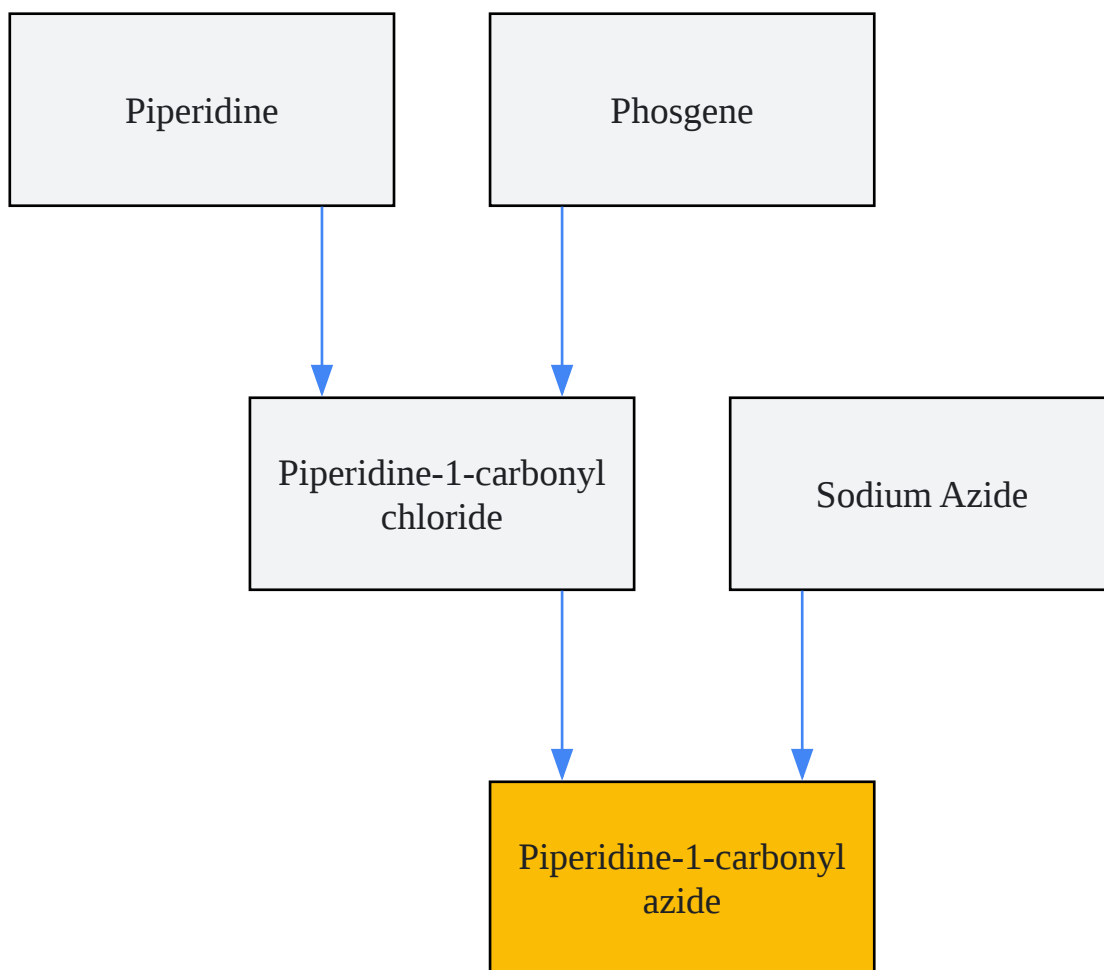 Piperidine
Phosgene
Piperidine-1-carbonyl
chloride
Sodium Azide
Piperidine-1-carbonyl
azide